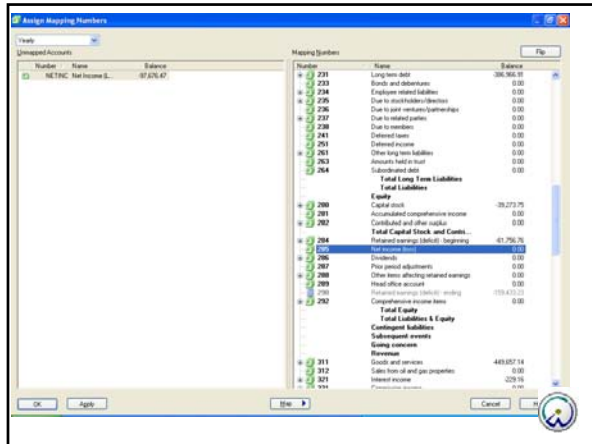 Assign Mapping Numbers
Yearly
Unmapped Accounts
Number Name Balance
NETINC Net Income (L... -97,676.47
Mapping Numbers
Flip
Number Name Balance
231 Long term debt -386,966.91
233 Bonds and debentures 0.00
234 Employee related liabilities 0.00
235 Due to stockholders/directors 0.00
236 Due to joint ventures/partnerships 0.00
237 Due to related parties 0.00
238 Due to members 0.00
241 Deferred taxes 0.00
251 Deferred income 0.00
261 Other long term liabilities 0.00
263 Amounts held in trust 0.00
264 Subordinated debt 0.00
Total Long Term Liabilities
Total Liabilities
Equity
280 Capital stock -39,273.75
281 Accumulated comprehensive income 0.00
282 Contributed and other surplus 0.00
Total Capital Stock and Contr...
284 Retained earnings (deficit) - beginning -61,756.76
285 Net income (loss) 0.00
286 Dividends 0.00
287 Prior period adjustments 0.00
288 Other items affecting retained earnings 0.00
289 Head office account 0.00
290 Retained earnings (deficit) - ending -159,433.23
292 Comprehensive income items 0.00
Total Equity
Total Liabilities & Equity
Contingent liabilities
Subsequent events
Going concern
Revenue
311 Goods and services 449,657.14
312 Sales from oil and gas properties 0.00
321 Interest income -229.16
331 Commission income 0.00
OK Apply Map Cancel H